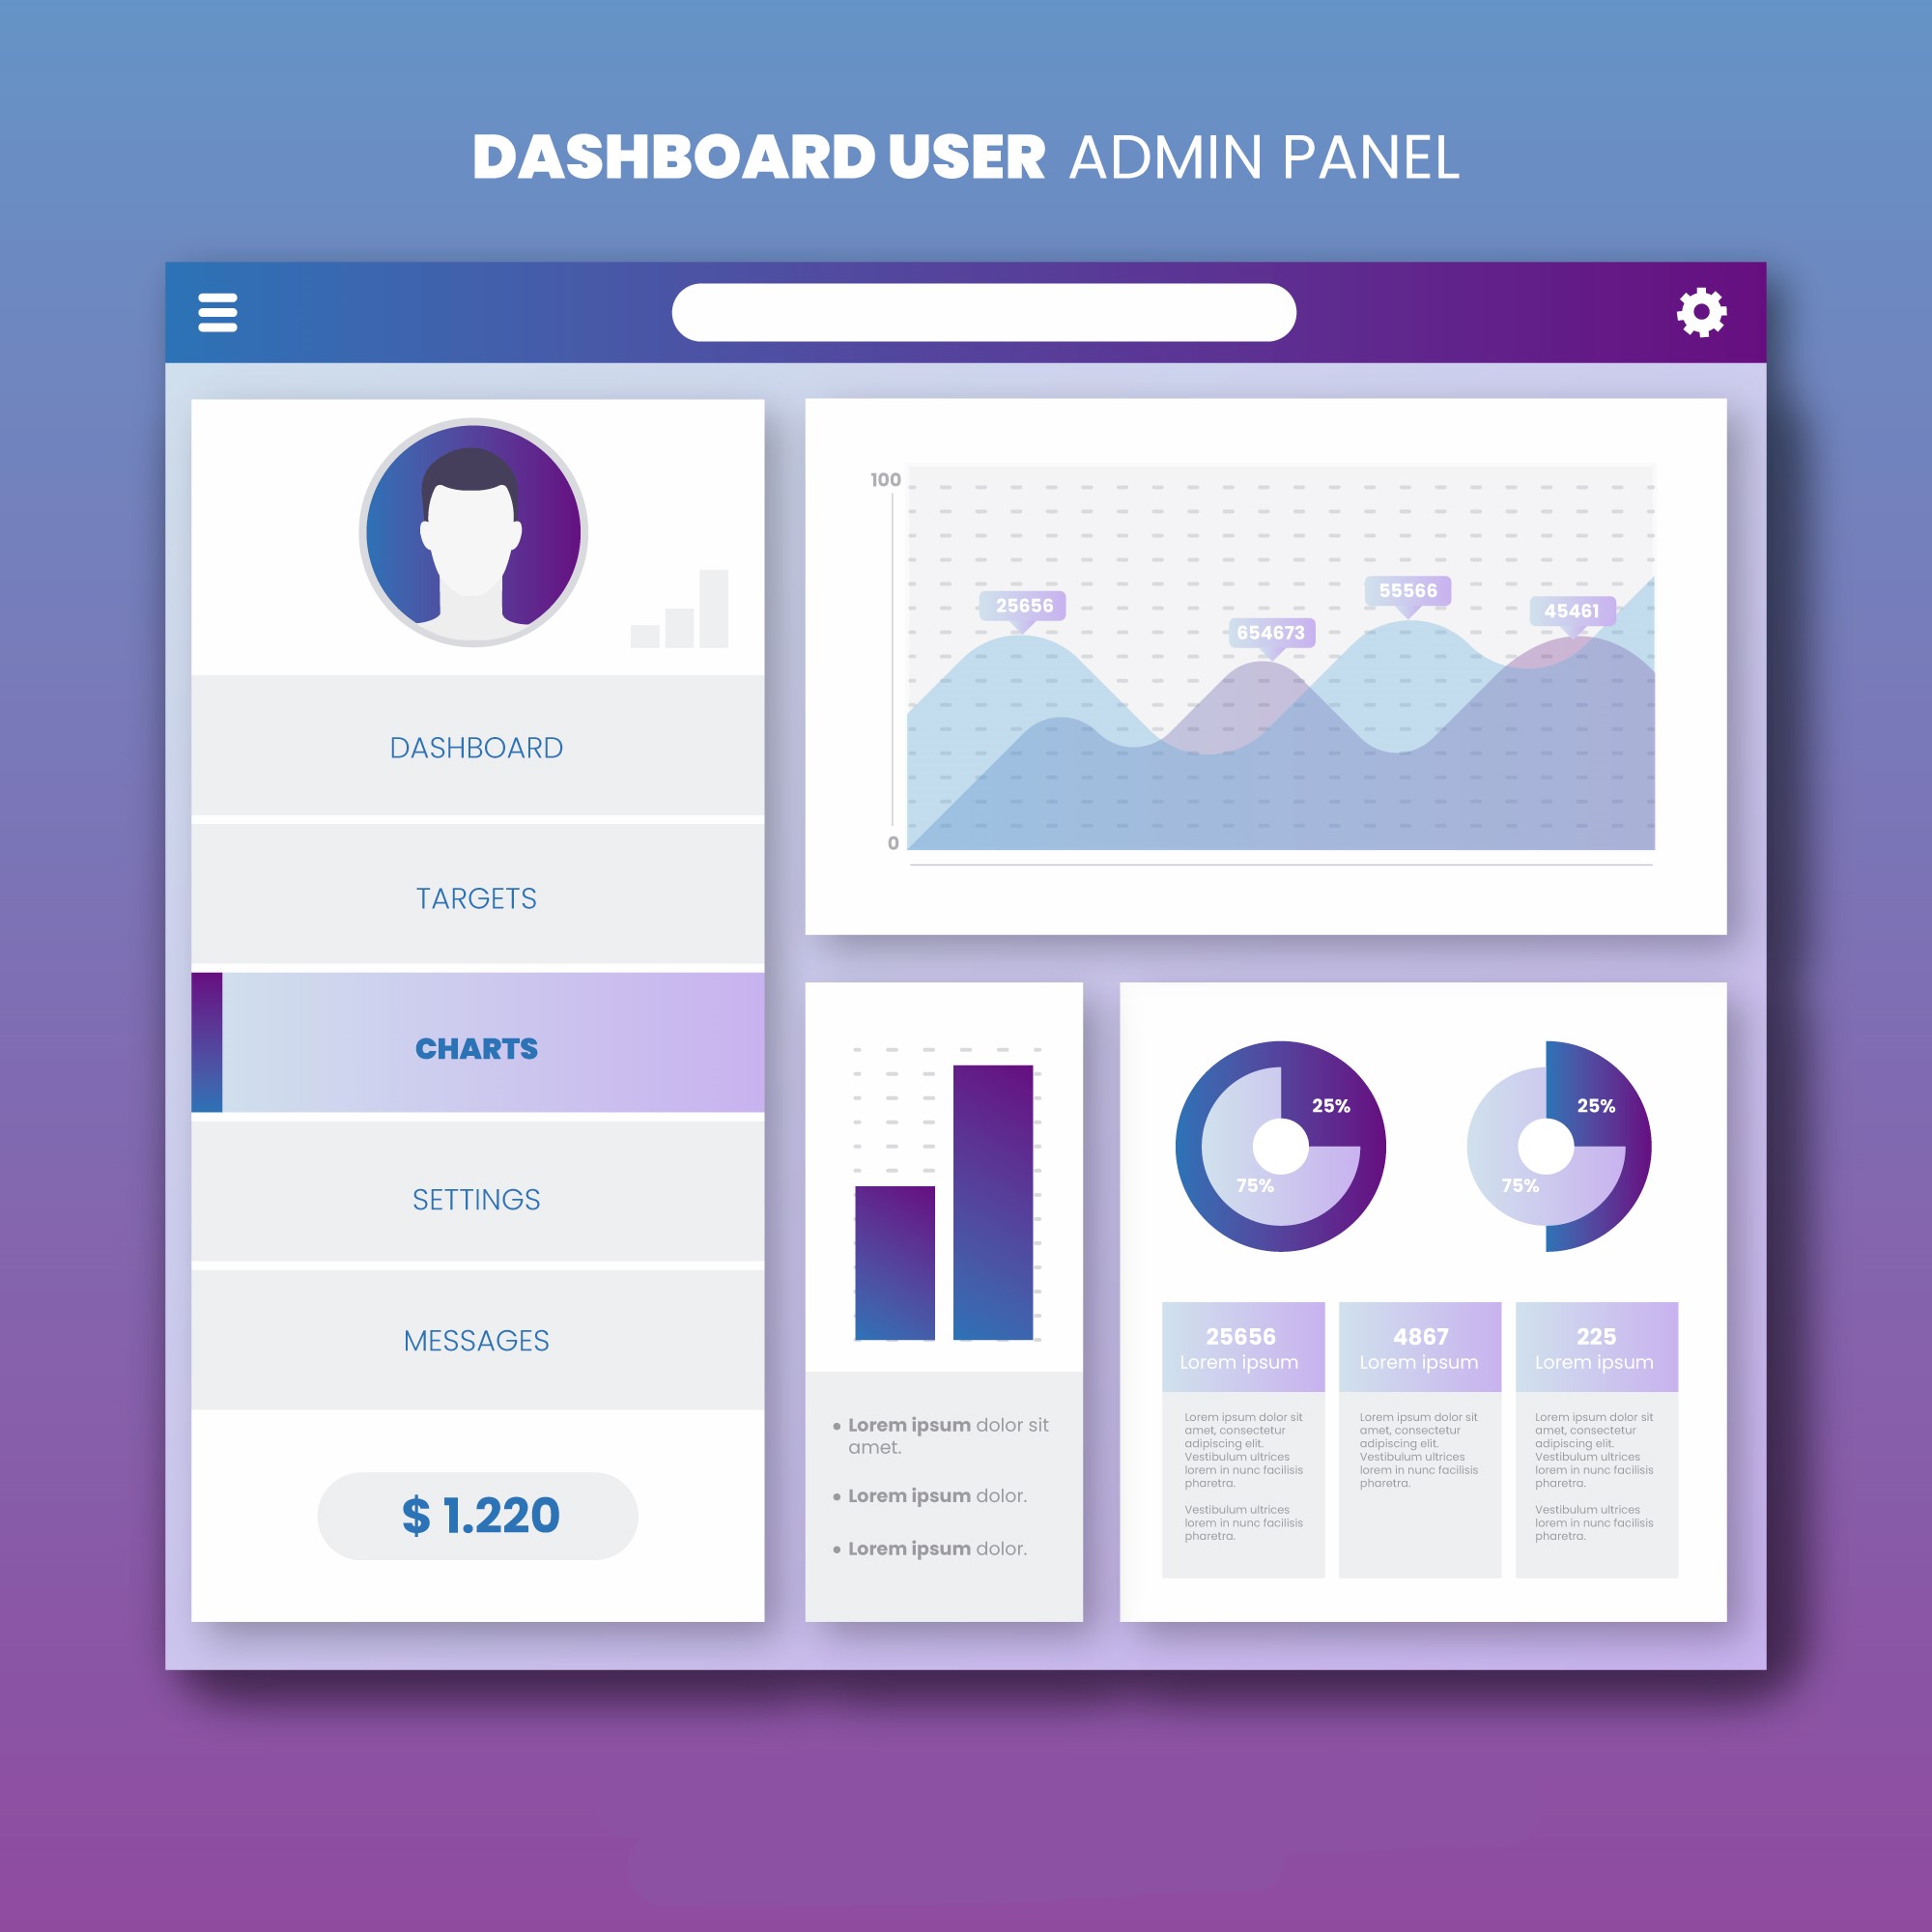 DASHBOARD USER ADMIN PANEL
DASHBOARD
TARGETS
CHARTS
SETTINGS
MESSAGES
$ 1.220
100
0
25656
654673
55566
45461
Lorem ipsum dolor sit
amet.
Lorem ipsum dolor.
Lorem ipsum dolor.
25%
75%
25%
75%
25656
Lorem ipsum
Lorem ipsum dolor sit
amet, consectetur
adipiscing elit.
Vestibulum ultrices
lorem in nunc facilisis
pharetra.
Vestibulum ultrices
lorem in nunc facilisis
pharetra.
4867
Lorem ipsum
Lorem ipsum dolor sit
amet, consectetur
adipiscing elit.
Vestibulum ultrices
lorem in nunc facilisis
pharetra.
225
Lorem ipsum
Lorem ipsum dolor sit
amet, consectetur
adipiscing elit.
Vestibulum ultrices
lorem in nunc facilisis
pharetra.
Vestibulum ultrices
lorem in nunc facilisis
pharetra.